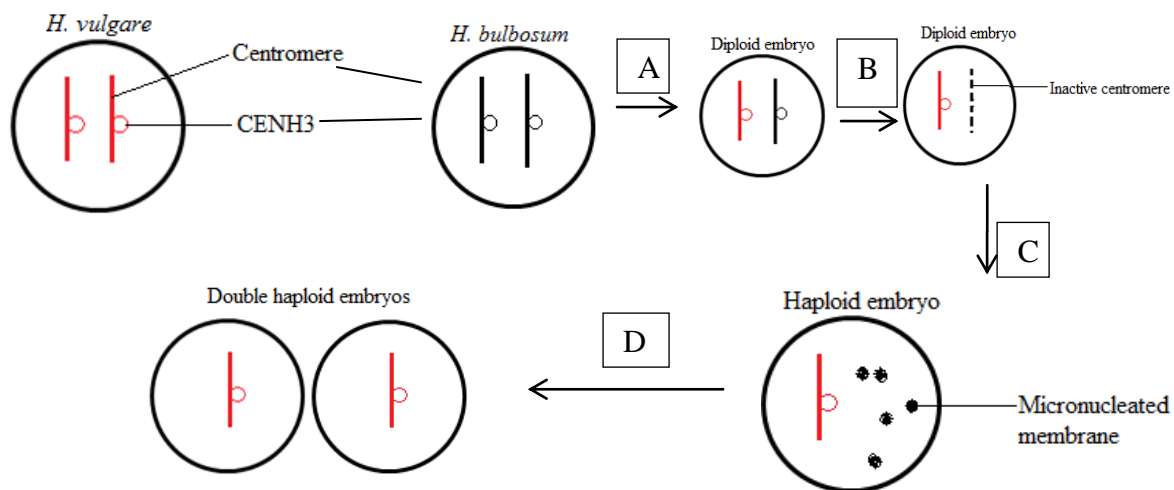 H. vulgare
Centromere
CENH3
H. bulbosum
A
Diploid embryo
B
Diploid embryo
Inactive centromere
C
Double haploid embryos
D
Haploid embryo
Micronucleated
membrane